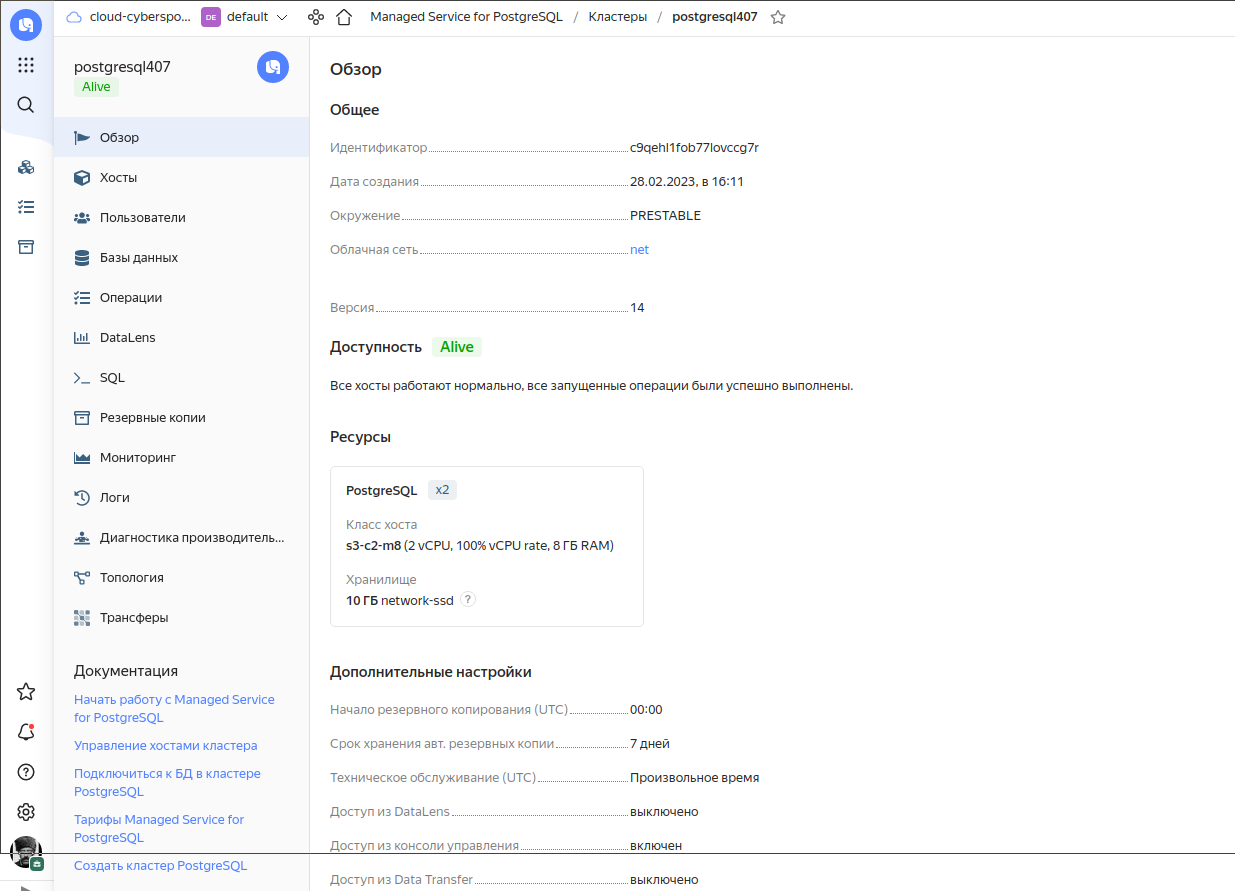 cloud-cyberspo...
DE
default
Managed Service for PostgreSQL / Кластеры / postgresql407
postgresql407
Alive
Обзор
Хосты
Пользователи
Базы данных
Операции
DataLens
SQL
Резервные копии
Мониторинг
Логи
Диагностика производитель...
Топология
Трансферы
Документация
Начать работу с Managed Service
for PostgreSQL
Управление хостами кластера
Подключиться к БД в кластере
PostgreSQL
Тарифы Managed Service for
PostgreSQL
Создать кластер PostgreSQL
Обзор
Общее
Идентификатор c9qehl1fob77lovccg7r
Дата создания 28.02.2023, в 16:11
Окружение PRESTABLE
Облачная сеть net
Версия 14
Доступность Alive
Все хосты работают нормально, все запущенные операции были успешно выполнены.
Ресурсы
PostgreSQL x2
Класс хоста
s3-c2-m8 (2 vCPU, 100% vCPU rate, 8 ГБ RAM)
Хранилище
10 ГБ network-ssd ?
Дополнительные настройки
Начало резервного копирования (UTC) 00:00
Срок хранения авт. резервных копии 7 дней
Техническое обслуживание (UTC) Произвольное время
Доступ из DataLens выключено
Доступ из консоли управления включен
Доступ из Data Transfer выключено